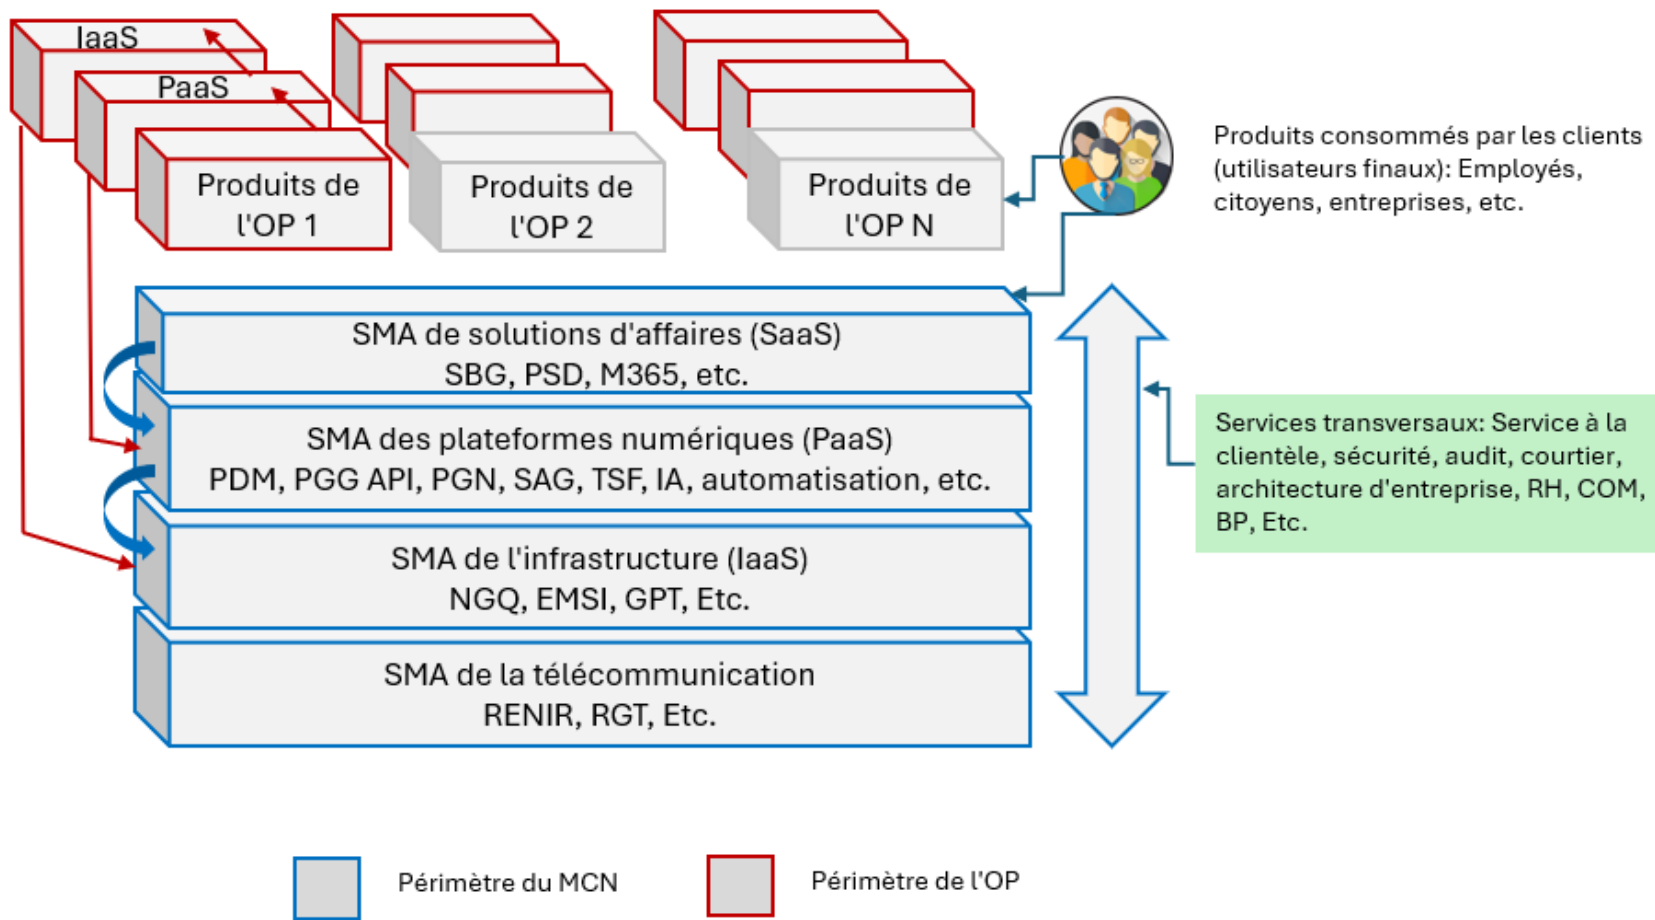 IaaS
PaaS
Produits de
l'OP 1
Produits de
l'OP 2
Produits de
l'OP N
Produits consommés par les clients
(utilisateurs finaux): Employés,
citoyens, entreprises, etc.
SMA de solutions d'affaires (SaaS)
SBG, PSD, M365, etc.
SMA des plateformes numériques (PaaS)
PDM, PGG API, PGN, SAG, TSF, IA, automatisation, etc.
Services transversaux: Service à la
clientèle, sécurité, audit, courtier,
architecture d'entreprise, RH, COM,
BP, Etc.
SMA de l'infrastructure (IaaS)
NGQ, EMSI, GPT, Etc.
SMA de la télécommunication
RENIR, RGT, Etc.
Périmètre du MCN
Périmètre de l'OP